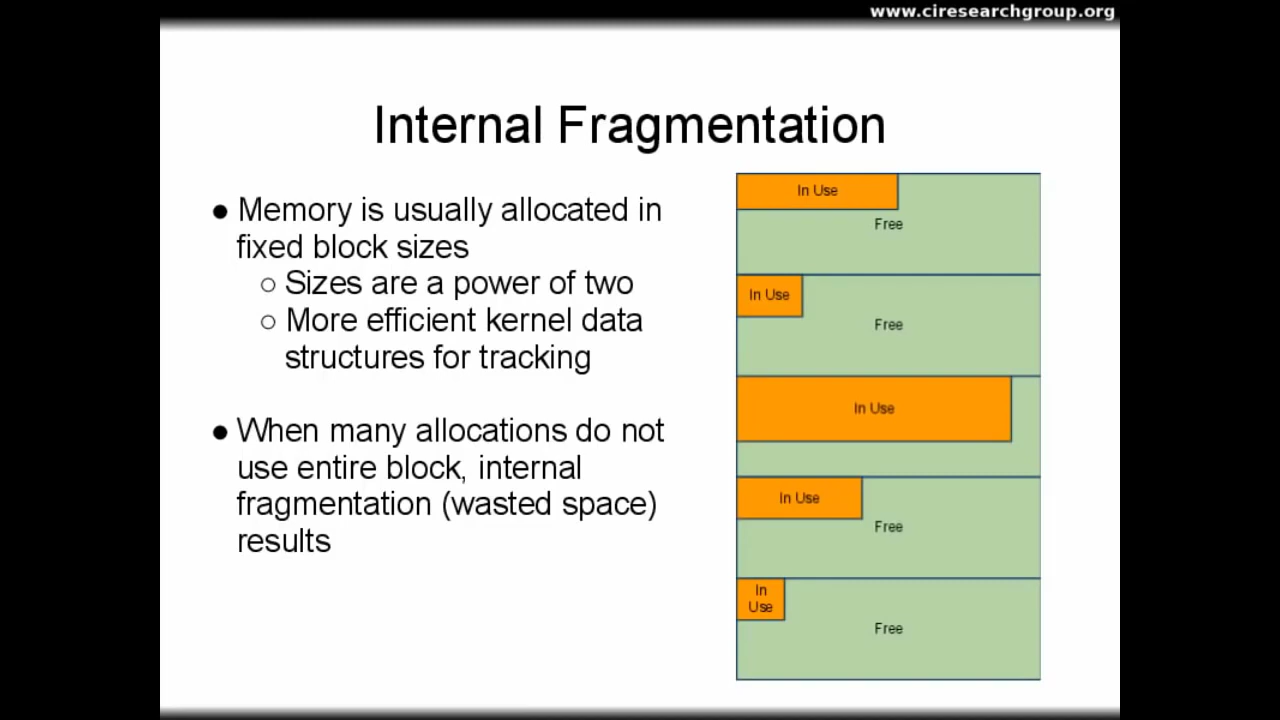 www.ciresearchgroup.org
Internal Fragmentation
● Memory is usually allocated in
fixed block sizes
○ Sizes are a power of two
○ More efficient kernel data
structures for tracking
● When many allocations do not
use entire block, internal
fragmentation (wasted space)
results
In Use
Free
In Use
Free
In Use
In Use
Free
In
Use
Free